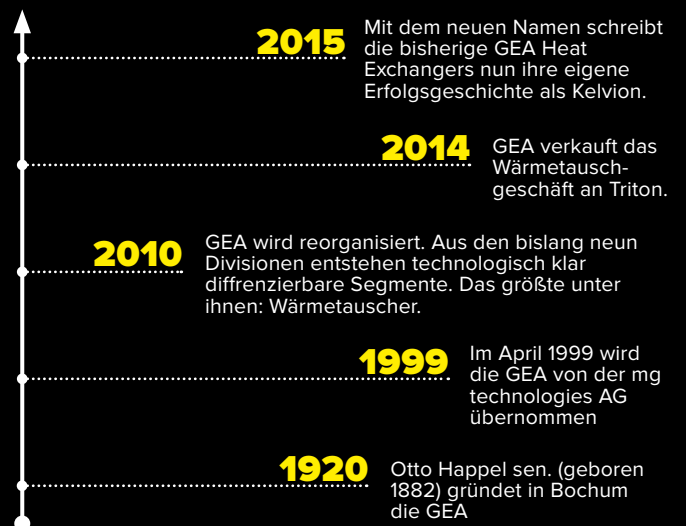 2015
Mit dem neuen Namen schreibt
die bisherige GEA Heat
Exchangers nun ihre eigene
Erfolgsgeschichte als Kelvion.
2014
GEA verkauft das
Wärmetausch-
geschäft an Triton.
2010
GEA wird reorganisiert. Aus den bislang neun
Divisionen entstehen technologisch klar
diffrenzierbare Segmente. Das größte unter
ihnen: Wärmetauscher.
1999
Im April 1999 wird
die GEA von der mg
technologies AG
übernommen
1920
Otto Happel sen. (geboren
1882) gründet in Bochum
die GEA